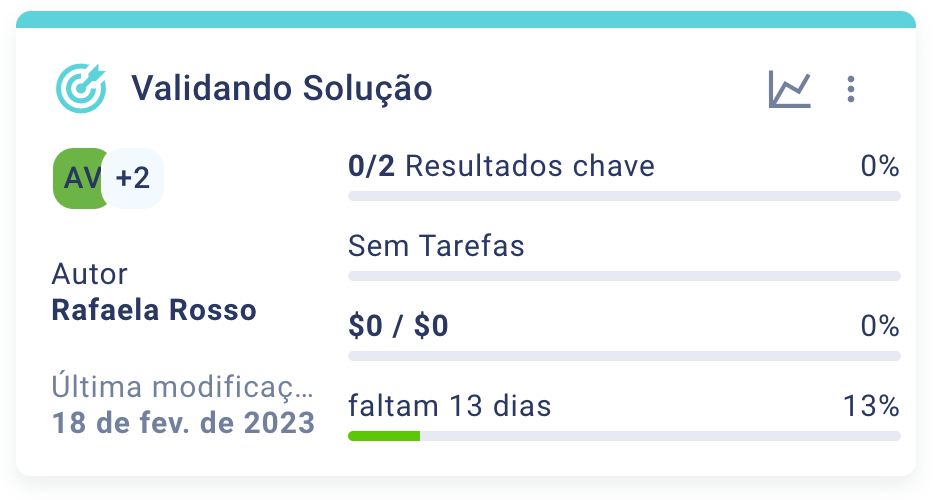 Validando Solução
AV +2
Autor
Rafaela Rosso
Última modificaç...
18 de fev. de 2023
0/2 Resultados chave 0%
Sem Tarefas
$0 / $0 0%
faltam 13 dias 13%